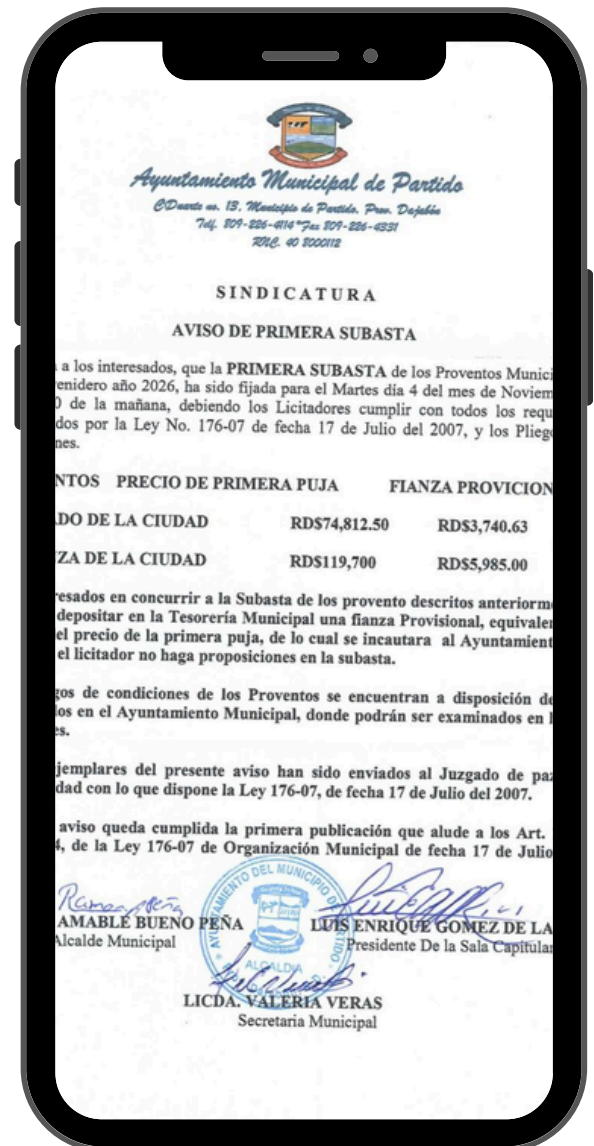 Ayuntamiento Municipal de Partido
C/Duarte no. 13, Municipio de Partido, Prov. Dajabón
Telf. 809-226-4114*Fax 809-226-4331
RNC. 40 8000112
SINDICATURA
AVISO DE PRIMERA SUBASTA
a los interesados, que la PRIMERA SUBASTA de los Proventos Munici
enidero año 2026, ha sido fijada para el Martes día 4 del mes de Noviem
0 de la mañana, debiendo los Licitadores cumplir con todos los requ
dos por la Ley No. 176-07 de fecha 17 de Julio del 2007, y los Pliego
nes.
NTOS PRECIO DE PRIMERA PUJA FIANZA PROVICION
DO DE LA CIUDAD RD$74,812.50 RD$3,740.63
ZA DE LA CIUDAD RD$119,700 RD$5,985.00
resados en concurrir a la Subasta de los provento descritos anteriorm
depositar en la Tesorería Municipal una fianza Provisional, equivaler
el precio de la primera puja, de lo cual se incautara al Ayuntamient
el licitador no haga proposiciones en la subasta.
gos de condiciones de los Proventos se encuentran a disposición de
os en el Ayuntamiento Municipal, donde podrán ser examinados en l
es.
jemplares del presente aviso han sido enviados al Juzgado de paz
dad con lo que dispone la Ley 176-07, de fecha 17 de Julio del 2007.
aviso queda cumplida la primera publicación que alude a los Art.
4, de la Ley 176-07 de Organización Municipal de fecha 17 de Julio
AYUNTAMIENTO DEL MUNICIPIO DE PARTIDO
ALCALDIA
AMABLE BUENO PEÑA LUIS ENRIQUE GOMEZ DE LA
Alcalde Municipal Presidente De la Sala Capitular
LICDA. VALERIA VERAS
Secretaria Municipal